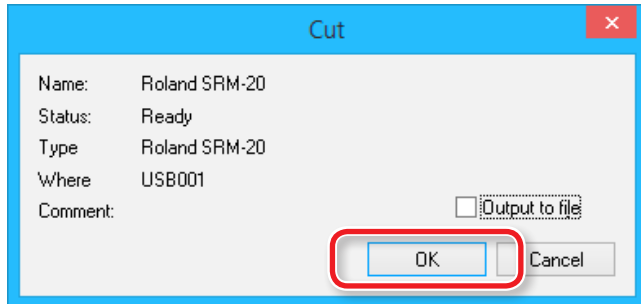 Cut
Name: Roland SRM-20
Status: Ready
Type Roland SRM-20
Where USB001
Comment:
Output to file
OK Cancel